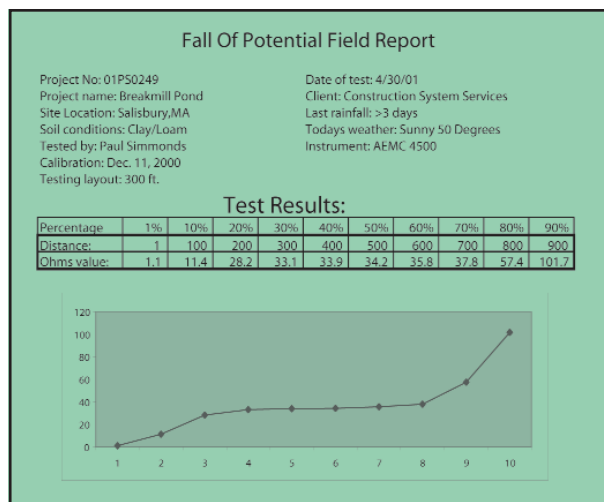 Fall Of Potential Field Report
Project No: 01PS0249
Project name: Breakmill Pond
Site Location: Salisbury,MA
Soil conditions: Clay/Loam
Tested by: Paul Simmonds
Calibration: Dec. 11, 2000
Testing layout: 300 ft.
Date of test: 4/30/01
Client: Construction System Services
Last rainfall: >3 days
Todays weather: Sunny 50 Degrees
Instrument: AEMC 4500
Test Results:
Percentage 1% 10% 20% 30% 40% 50% 60% 70% 80% 90%
Distance: 1 100 200 300 400 500 600 700 800 900
Ohms value: 1.1 11.4 28.2 33.1 33.9 34.2 35.8 37.8 57.4 101.7
120
100
80
60
40
20
0
1 2 3 4 5 6 7 8 9 10